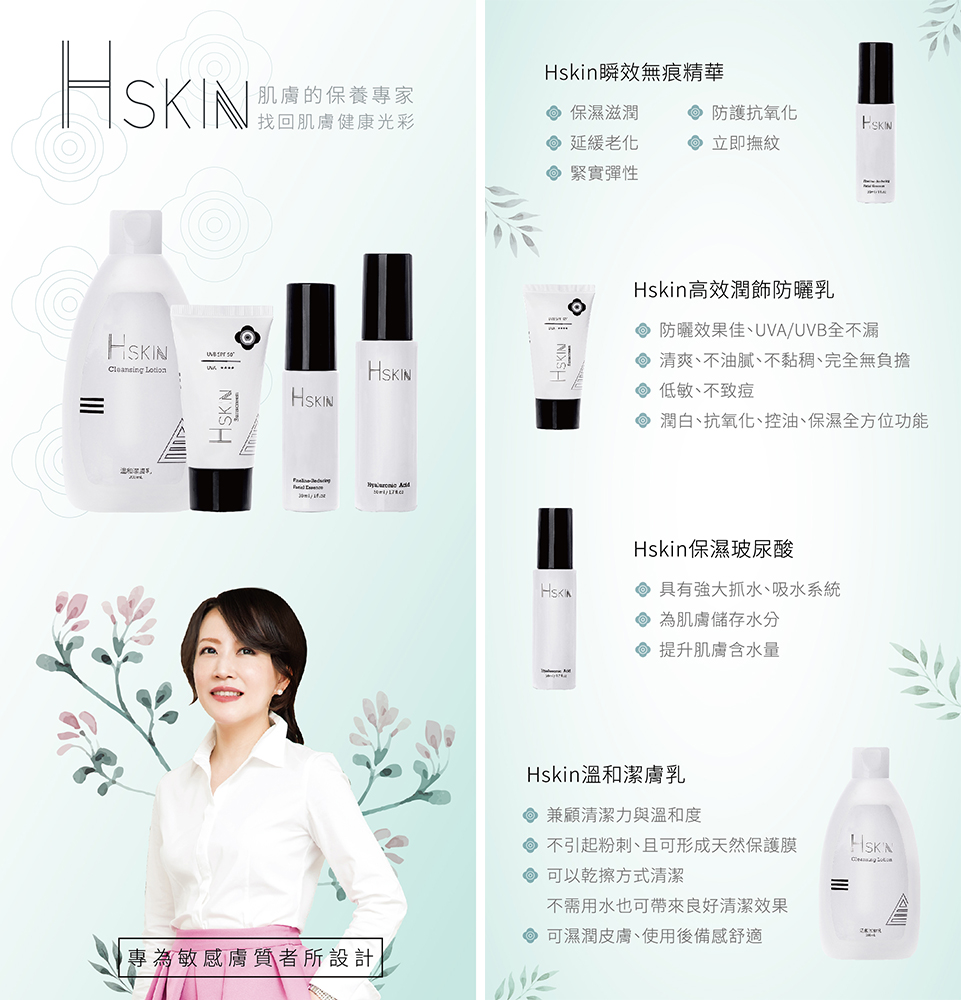 HSKIN
肌膚的保養專家
找回肌膚健康光彩
HSKIN
Cleansing Lotion
溫和潔膚乳
200mL
UVB SPF 50+
UVA ★★★★
HSKIN
Sunscreen
HSKIN
Fineline-Reducing
Facial Essence
30ml/1fl.oz
HSKIN
Hyaluronic Acid
50ml/1.7fl.oz
專為敏感膚質者所設計
Hskin瞬效無痕精華
保濕滋潤
防護抗氧化
延緩老化
立即撫紋
緊實彈性
HSKIN
Fineline-Reducing
Facial Essence
Hskin高效潤飾防曬乳
防曬效果佳、UVA/UVB全不漏
清爽、不油膩、不黏稠、完全無負擔
低敏、不致痘
潤白、抗氧化、控油、保濕全方位功能
HSKIN
Sunscreen
Hskin保濕玻尿酸
具有強大抓水、吸水系統
為肌膚儲存水分
提升肌膚含水量
HSKIN
Hyaluronic Acid
Hskin溫和潔膚乳
兼顧清潔力與溫和度
不引起粉刺、且可形成天然保護膜
可以乾擦方式清潔
不需用水也可帶來良好清潔效果
可濕潤皮膚、使用後備感舒適
HSKIN
Cleansing Lotion
溫和潔膚乳
200mL